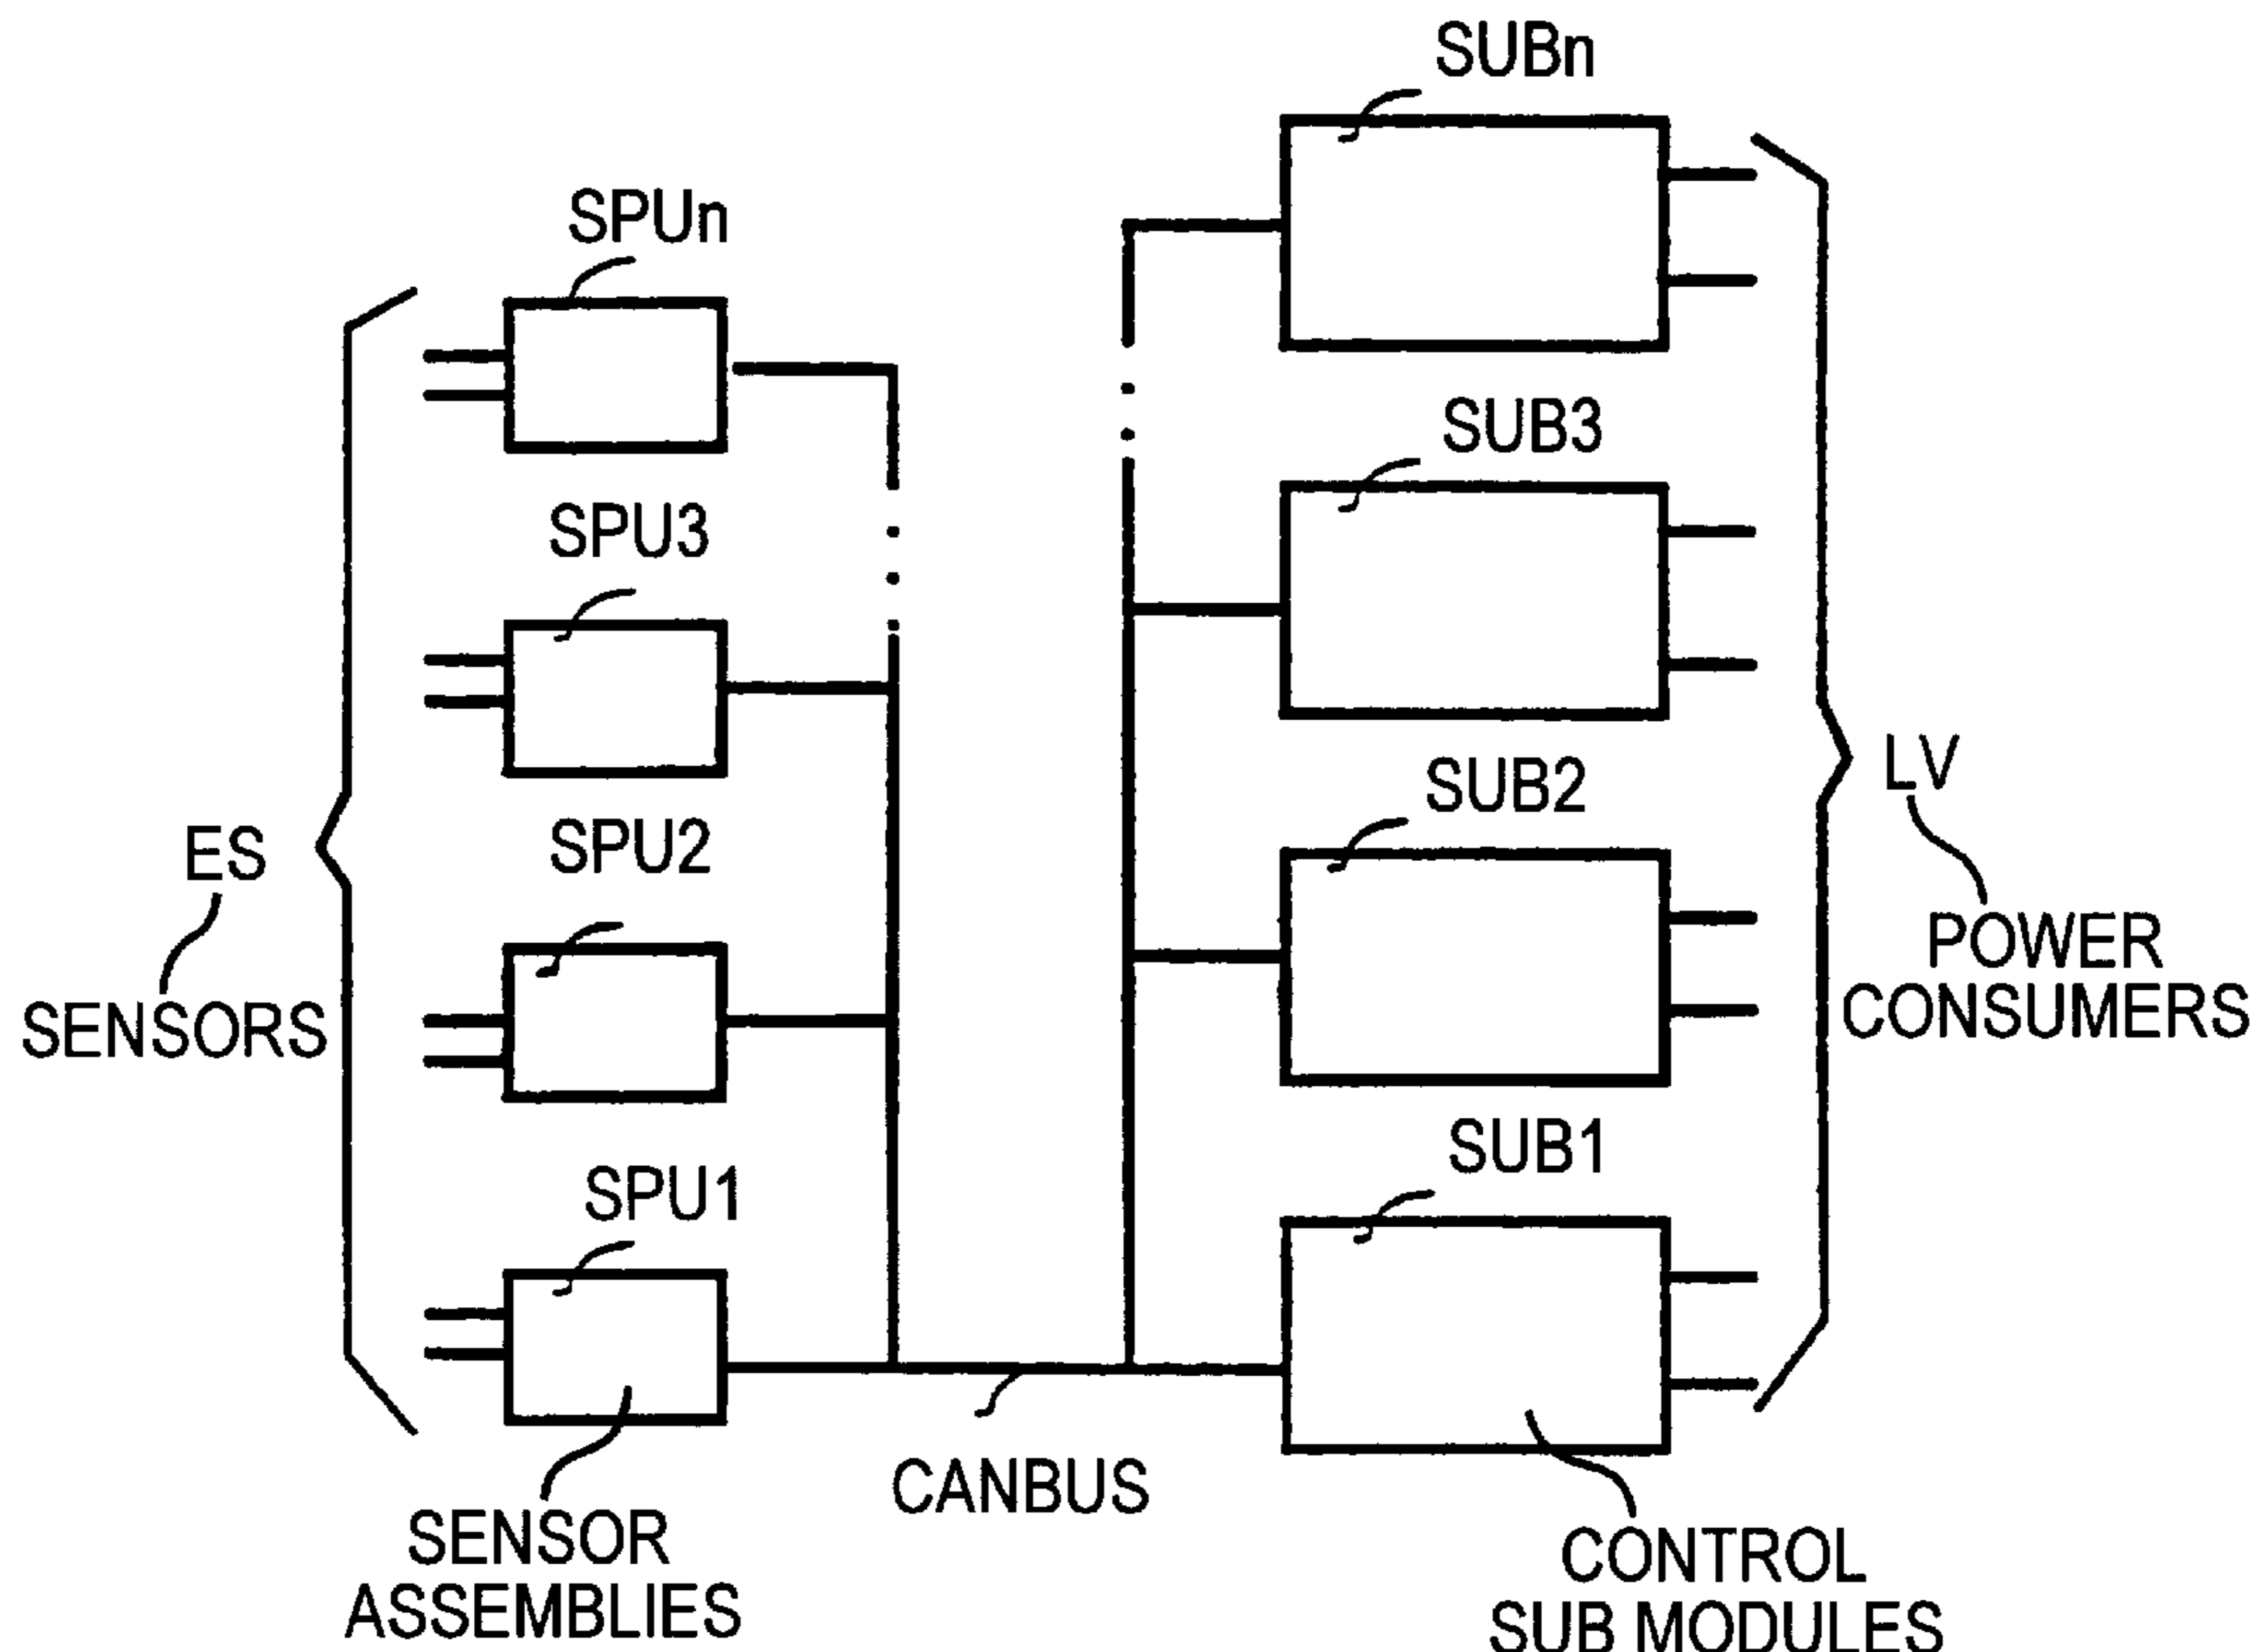 SUBn
SPUn
SUB3
SPU3
LV
SUB2
ES
SPU2
POWER
CONSUMERS
SENSORS
SUB1
SPU1
CANBUS
SENSOR
ASSEMBLIES
CONTROL
SUB MODULES